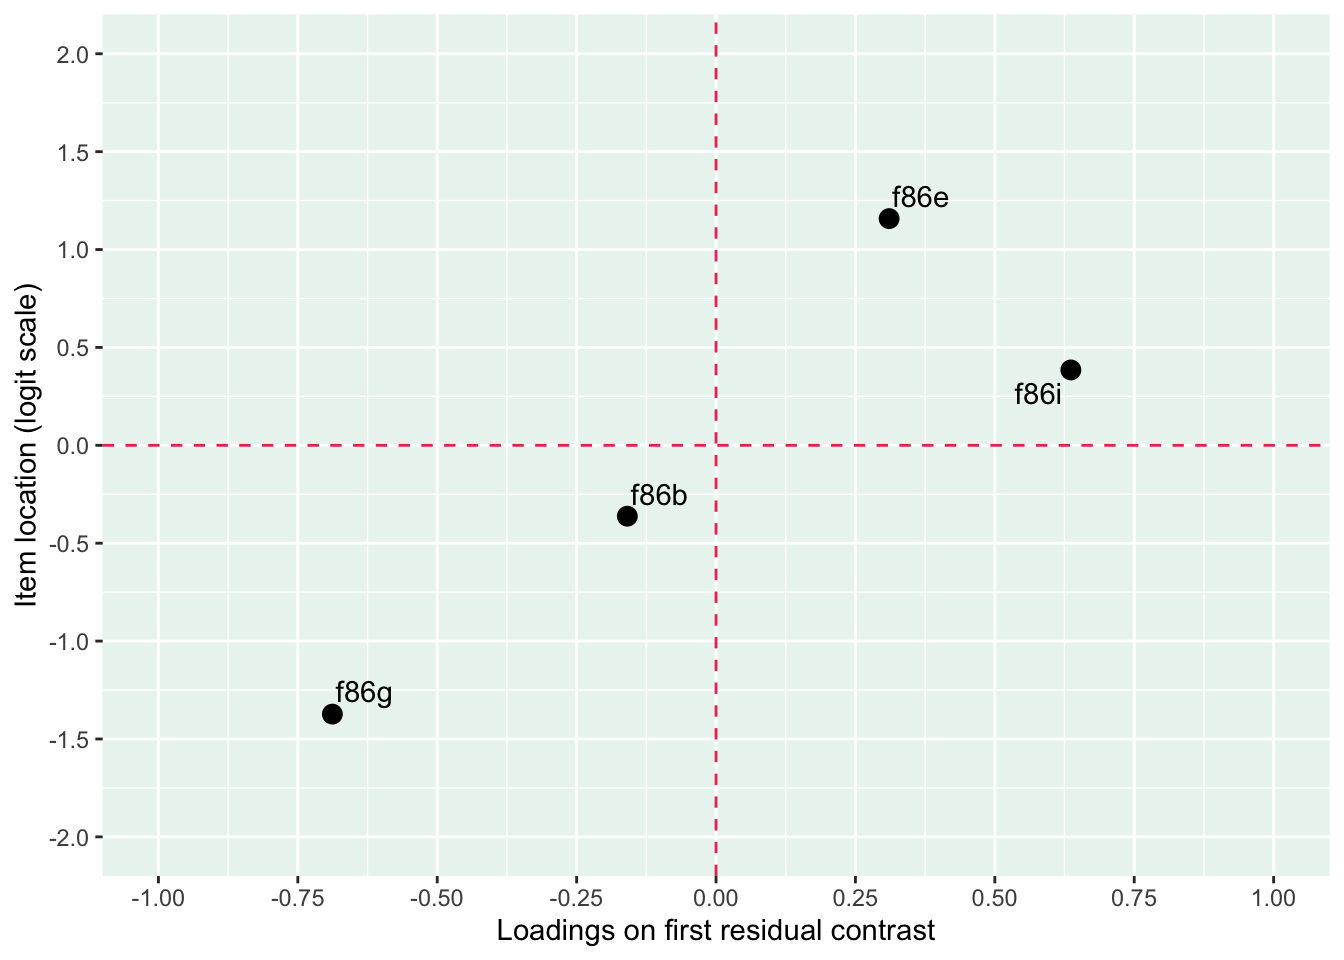 2.0
1.5
1.0
0.5
0.0
-0.5
-1.0
-1.5
-2.0
Item location (logit scale)
f86e
f86i
f86b
f86g
-1.00 -0.75 -0.50 -0.25 0.00 0.25 0.50 0.75 1.00
Loadings on first residual contrast